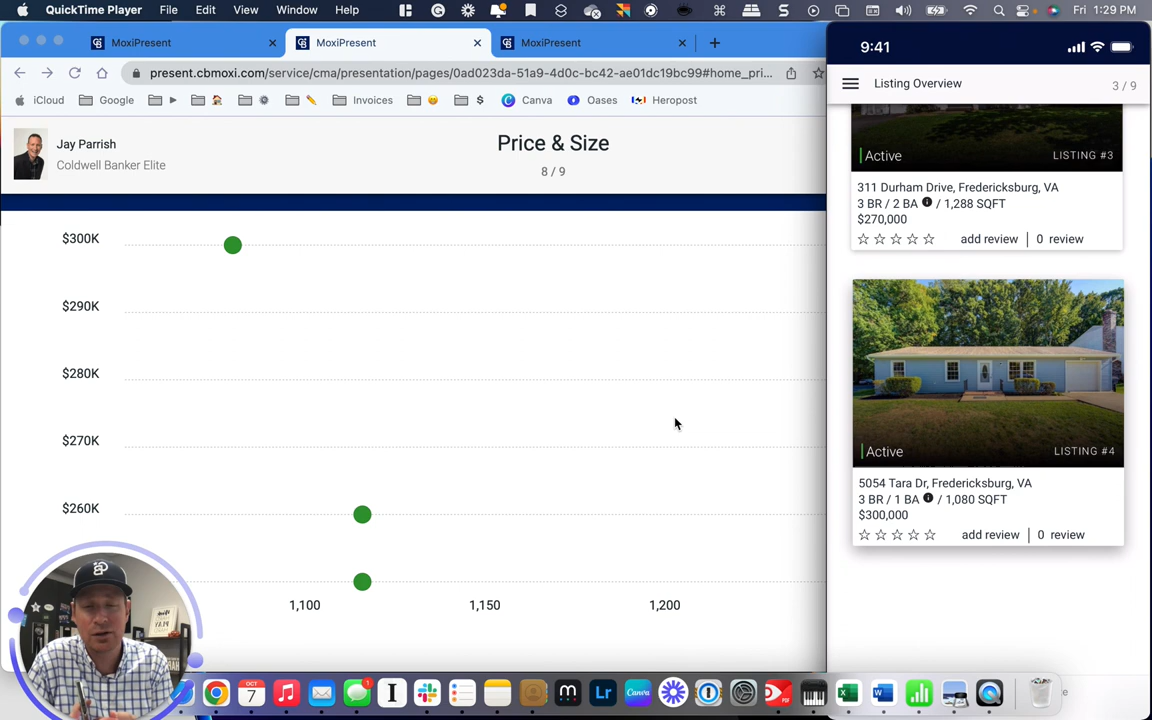 QuickTime Player File Edit View Window Help
Fri 1:29 PM
MoxiPresent
MoxiPresent
MoxiPresent
present.cbmoxi.com/service/cma/presentation/pages/0ad023da-51a9-4d0c-bc42-ae01dc19bc99#home_pri...
iCloud Google Invoices $ Canva Oases Heropost
Jay Parrish
Coldwell Banker Elite
Price & Size
8 / 9
$300K
$290K
$280K
$270K
$260K
1,100 1,150 1,200
9:41
Listing Overview 3 / 9
Active LISTING #3
311 Durham Drive, Fredericksburg, VA
3 BR / 2 BA / 1,288 SQFT
$270,000
add review | 0 review
Active LISTING #4
5054 Tara Dr, Fredericksburg, VA
3 BR / 1 BA / 1,080 SQFT
$300,000
add review | 0 review
OCT
7
1
Lr
Canva